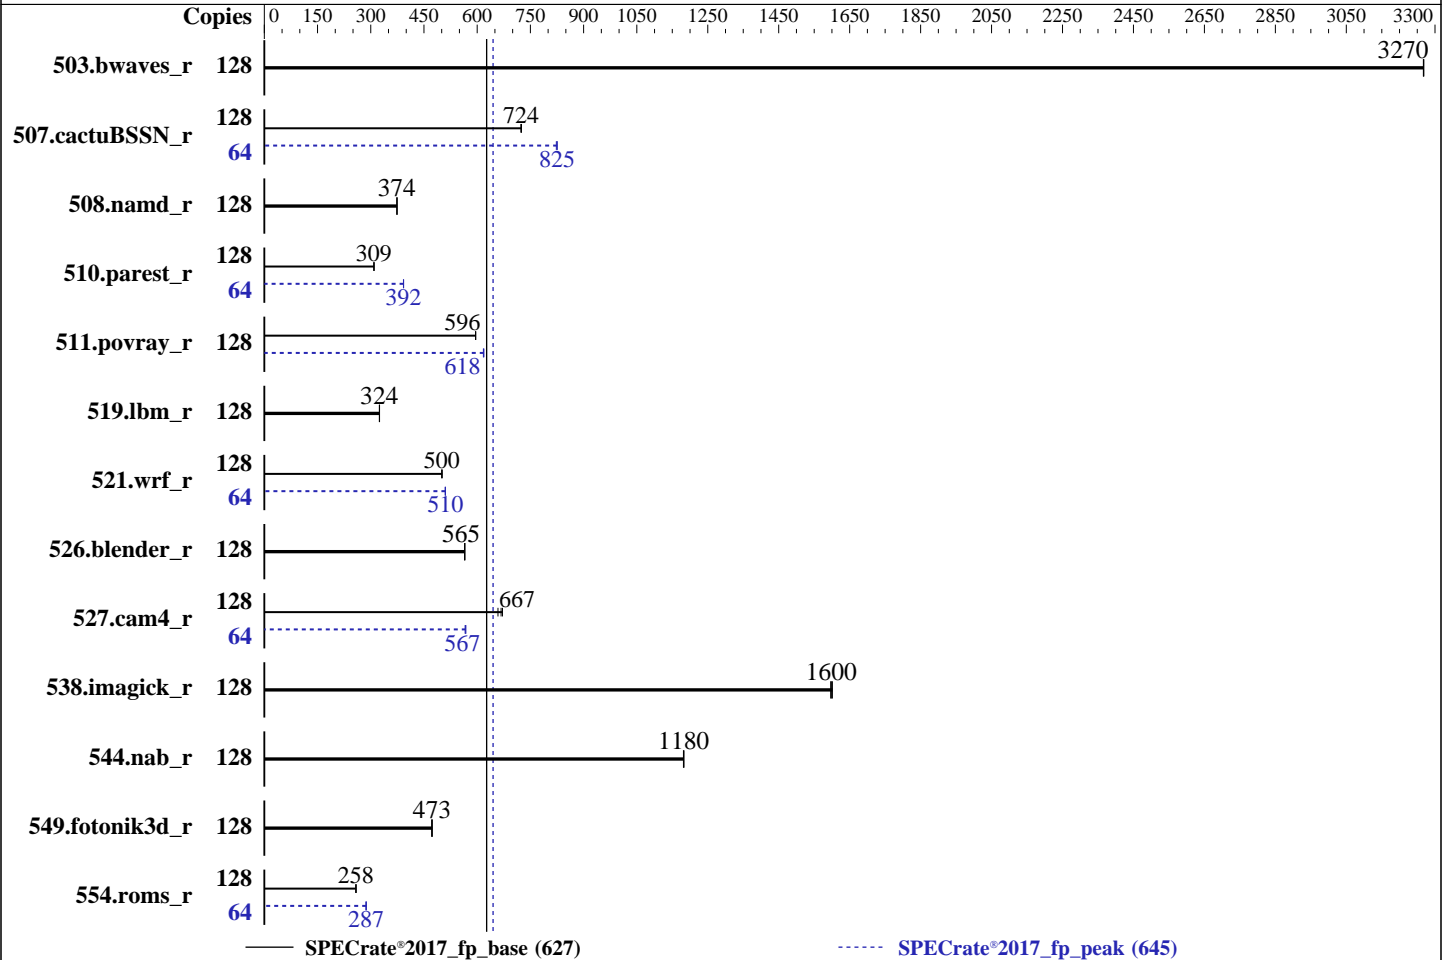 Copies 0 150 300 450 600 750 900 1050 1250 1450 1650 1850 2050 2250 2450 2650 2850 3050 3300
503.bwaves_r 128 3270
507.cactuBSSN_r 128 724
64 825
508.namd_r 128 374
510.parest_r 128 309
64 392
511.povray_r 128 596
618
519.lbm_r 128 324
521.wrf_r 128 500
64 510
526.blender_r 128 565
527.cam4_r 128 667
64 567
538.imagick_r 128 1600
544.nab_r 128 1180
549.fotonik3d_r 128 473
554.roms_r 128 258
64 287
SPECrate®2017_fp_base (627) SPECrate®2017_fp_peak (645)